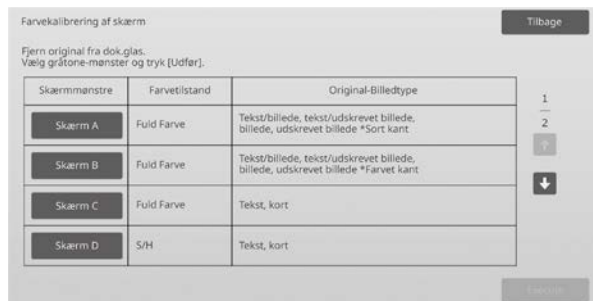 Farvekalibrering af skærm
Tilbage
Fjern original fra dok.glas.
Vælg gråtone-mønster og tryk [Udfør].
Skærmmønstre Farvetilstand Original-Billedtype
Skærm A Fuld Farve Tekst/billede, tekst/udskrevet billede,
billede, udskrevet billede *Sort kant
Skærm B Fuld Farve Tekst/billede, tekst/udskrevet billede,
billede, udskrevet billede *Farvet kant
Skærm C Fuld Farve Tekst, kort
Skærm D S/H Tekst, kort
1
2